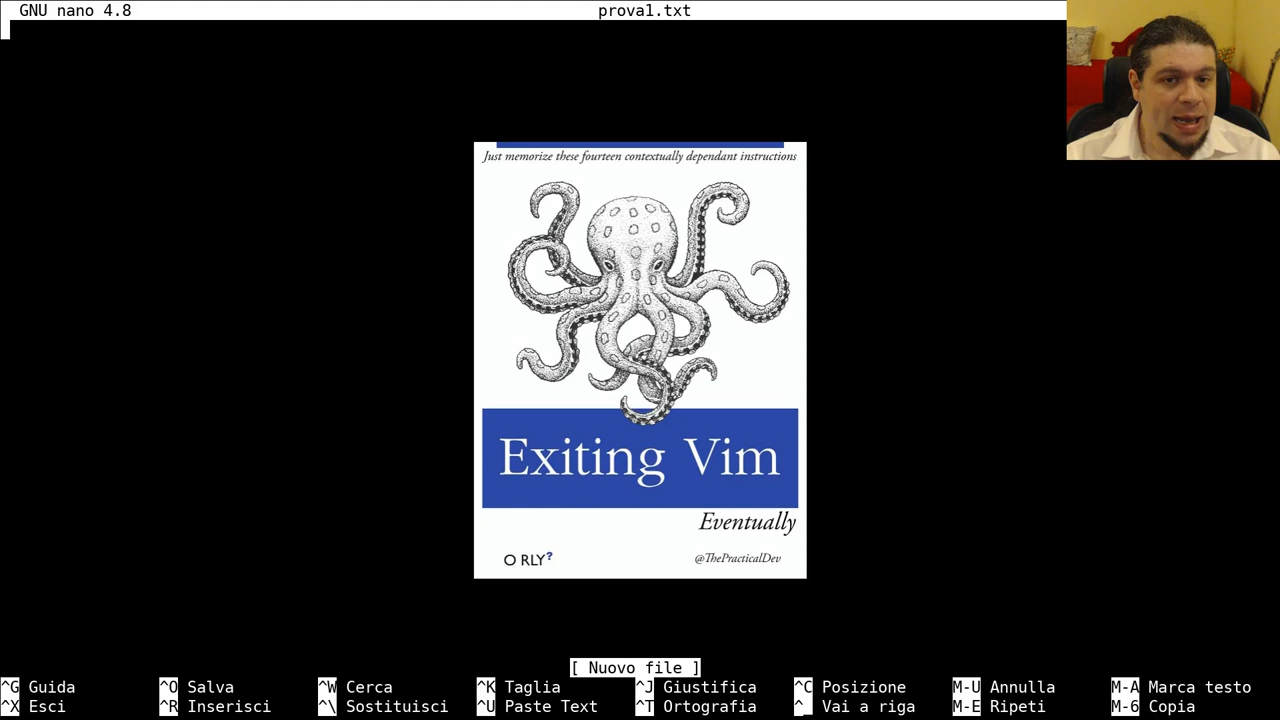 GNU nano 4.8 prova1.txt
Just memorize these fourteen contextually dependant instructions
Exiting Vim
Eventually
O RLY? @ThePracticalDev
[ Nuovo file ]
^G Guida ^O Salva ^W Cerca ^K Taglia ^J Giustifica ^C Posizione M-U Annulla M-A Marca testo
^X Esci ^R Inserisci ^\ Sostituisci ^U Paste Text ^T Ortografia ^_ Vai a riga M-E Ripeti M-6 Copia